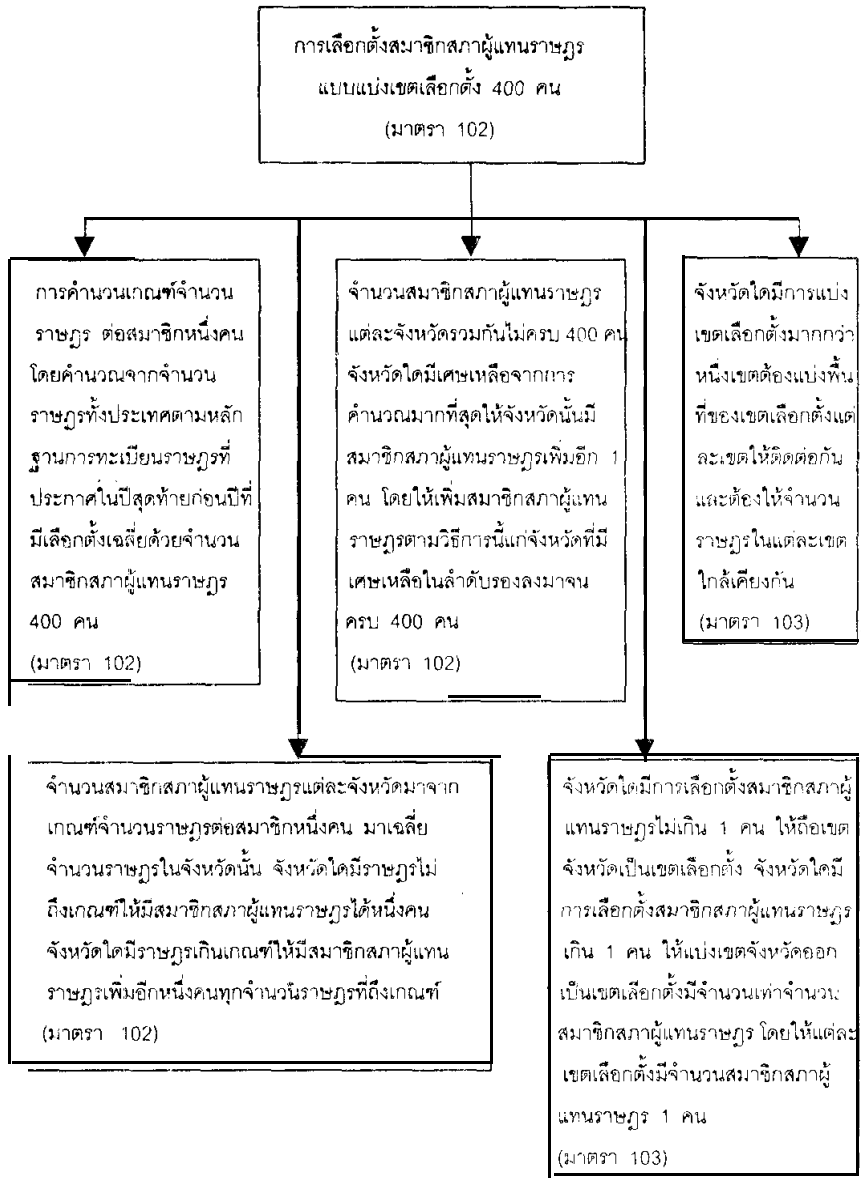 การเลือกตั้งสมาชิกสภาผู้แทนราษฎร
แบบแบ่งเขตเลือกตั้ง 400 คน
(มาตรา 102)
การคำนวนเกณฑ์จำนวน
ราษฎร ต่อสมาชิกหนึ่งคน
โดยคำนวณจากจำนวน
ราษฎรทั้งประเทศตามหลัก
ฐานการทะเบียนราษฎรที่
ประกาศในปีสุดท้ายก่อนปีที่
มีเลือกตั้งเฉลี่ยด้วยจำนวน
สมาชิกสภาผู้แทนราษฎร
400 คน
(มาตรา 102)
จำนวนสมาชิกสภาผู้แทนราษฎร
แต่ละจังหวัดรวมกันไม่ครบ 400 คน
จังหวัดใดมีเศษเหลือจากการ
คำนวณมากที่สุดให้จังหวัดนั้นมี
สมาชิกสภาผู้แทนราษฎรเพิ่มอีก 1
คน โดยให้เพิ่มสมาชิกสภาผู้แทน
ราษฎรตามวิธีการนี้แก่จังหวัดที่มี
เศษเหลือในลำดับรองลงมาจน
ครบ 400 คน
(มาตรา 102)
จังหวัดใดมีการแบ่ง
เขตเลือกตั้งมากกว่า
หนึ่งเขตต้องแบ่งพื้น
ที่ของเขตเลือกตั้งแต่
ละเขตให้ติดต่อกัน
และต้องให้จำนวน
ราษฎรในแต่ละเขต
ใกล้เคียงกัน
(มาตรา 103)
จำนวนสมาชิกสภาผู้แทนราษฎรแต่ละจังหวัดมาจาก
เกณฑ์จำนวนราษฎรต่อสมาชิกหนึ่งคน มาเฉลี่ย
จำนวนราษฎรในจังหวัดนั้น จังหวัดใดมีราษฎรไม่
ถึงเกณฑ์ให้มีสมาชิกสภาผู้แทนราษฎรได้หนึ่งคน
จังหวัดใดมีราษฎรเกินเกณฑ์ให้มีสมาชิกสภาผู้แทน
ราษฎรเพิ่มอีกหนึ่งคนทุกจำนวนราษฎรที่ถึงเกณฑ์
(มาตรา 102)
จังหวัดใดมีการเลือกตั้งสมาชิกสภาผู้
แทนราษฎรไม่เกิน 1 คน ให้ถือเขต
จังหวัดเป็นเขตเลือกตั้ง จังหวัดใดมี
การเลือกตั้งสมาชิกสภาผู้แทนราษฎร
เกิน 1 คน ให้แบ่งเขตจังหวัดออก
เป็นเขตเลือกตั้งมีจำนวนเท่าจำนวน
สมาชิกสภาผู้แทนราษฎร โดยให้แต่ละ
เขตเลือกตั้งมีจำนวนสมาชิกสภาผู้
แทนราษฎร 1 คน
(มาตรา 103)